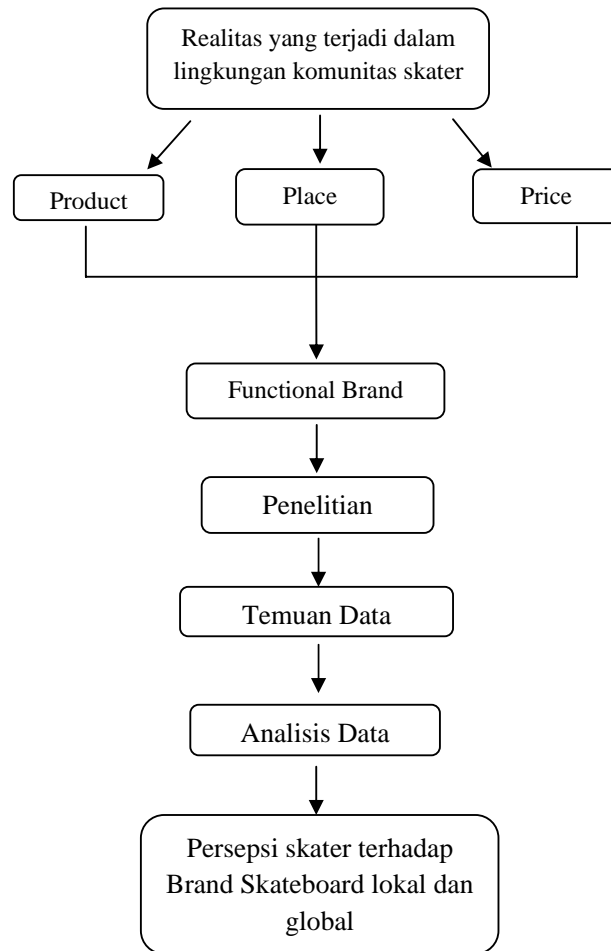 Realitas yang terjadi dalam
lingkungan komunitas skater
Product
Place
Price
Functional Brand
Penelitian
Temuan Data
Analisis Data
Persepsi skater terhadap
Brand Skateboard lokal dan
global